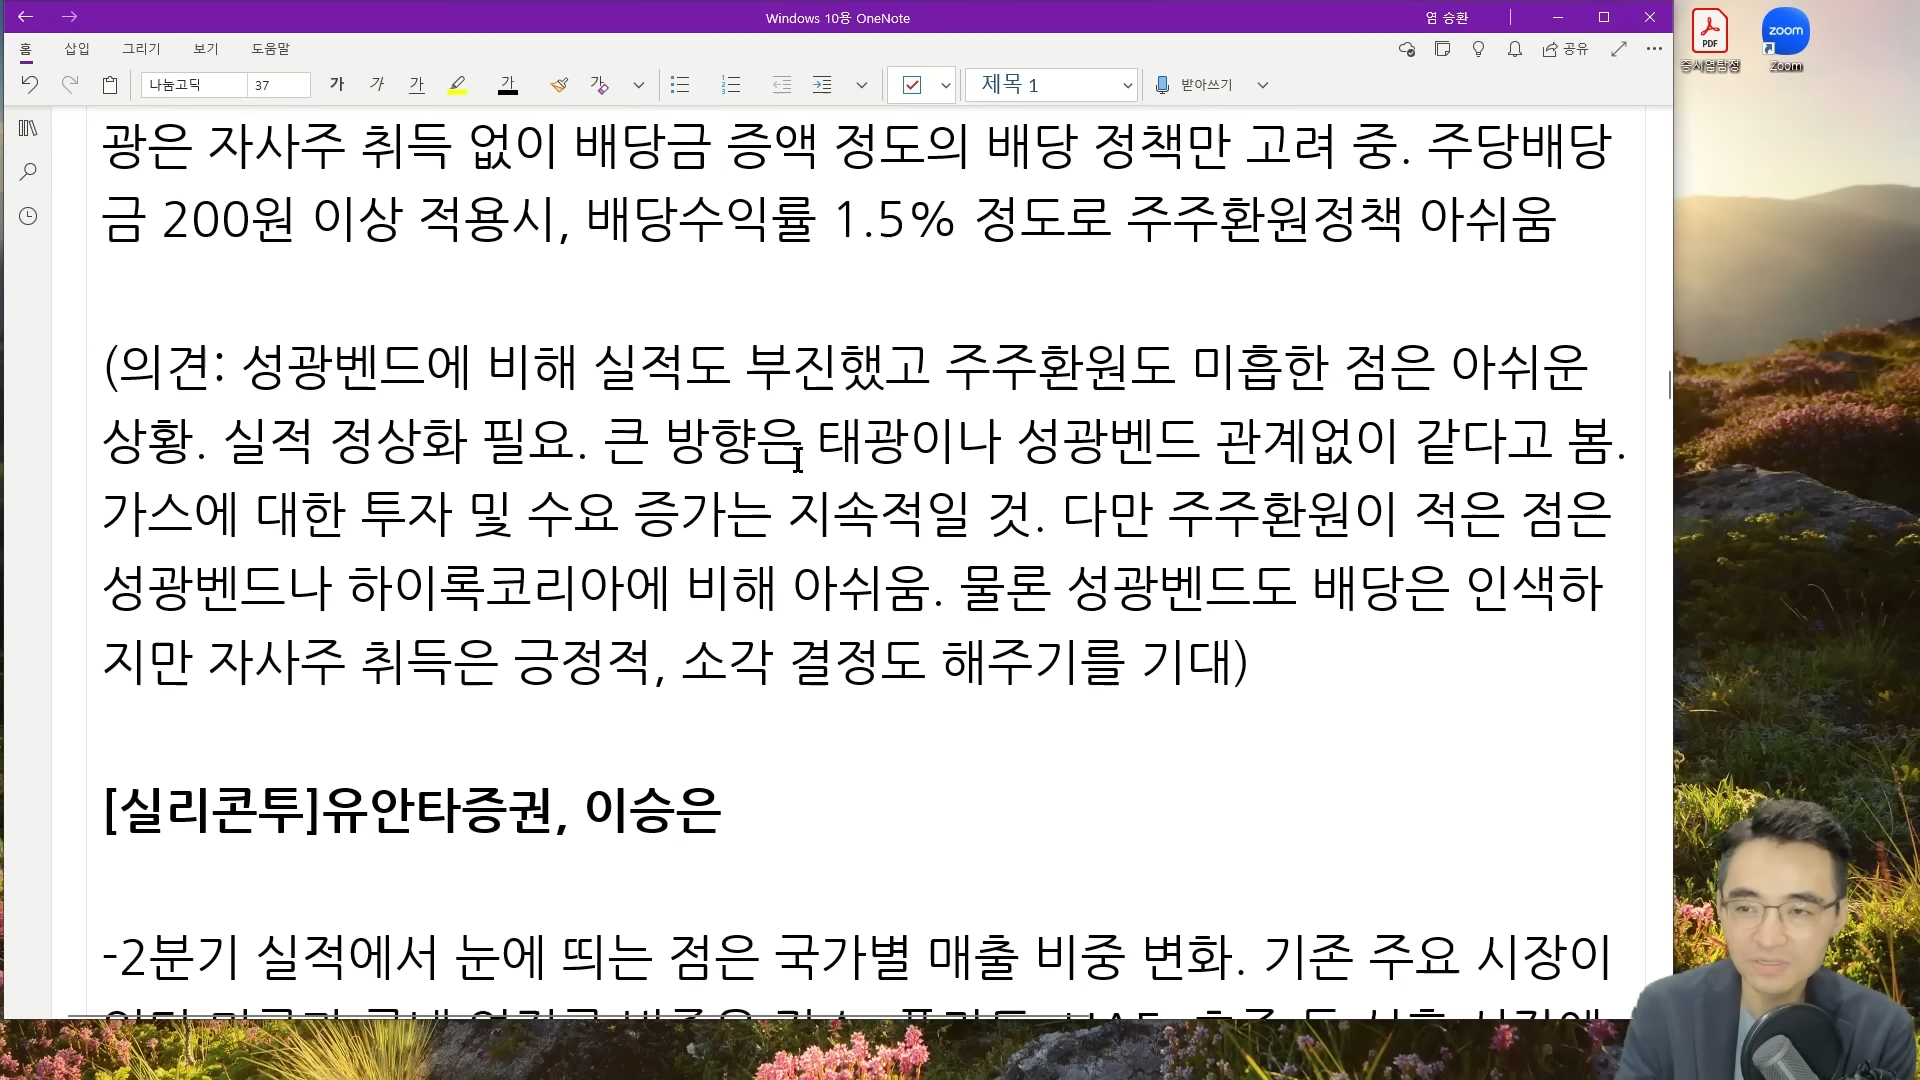 Windows 10용 OneNote
염 승환
홈 삽입 그리기 보기 도움말
공유
나눔고딕 37 가 가 가 가 제목 1 받아쓰기
PDF
증시염탐정
zoom
Zoom
광은 자사주 취득 없이 배당금 증액 정도의 배당 정책만 고려 중. 주당배당
금 200원 이상 적용시, 배당수익률 1.5% 정도로 주주환원정책 아쉬움
(의견: 성광벤드에 비해 실적도 부진했고 주주환원도 미흡한 점은 아쉬운
상황. 실적 정상화 필요. 큰 방향은 태광이나 성광벤드 관계없이 같다고 봄.
가스에 대한 투자 및 수요 증가는 지속적일 것. 다만 주주환원이 적은 점은
성광벤드나 하이록코리아에 비해 아쉬움. 물론 성광벤드도 배당은 인색하
지만 자사주 취득은 긍정적, 소각 결정도 해주기를 기대)
[실리콘투]유안타증권, 이승은
-2분기 실적에서 눈에 띄는 점은 국가별 매출 비중 변화. 기존 주요 시장이